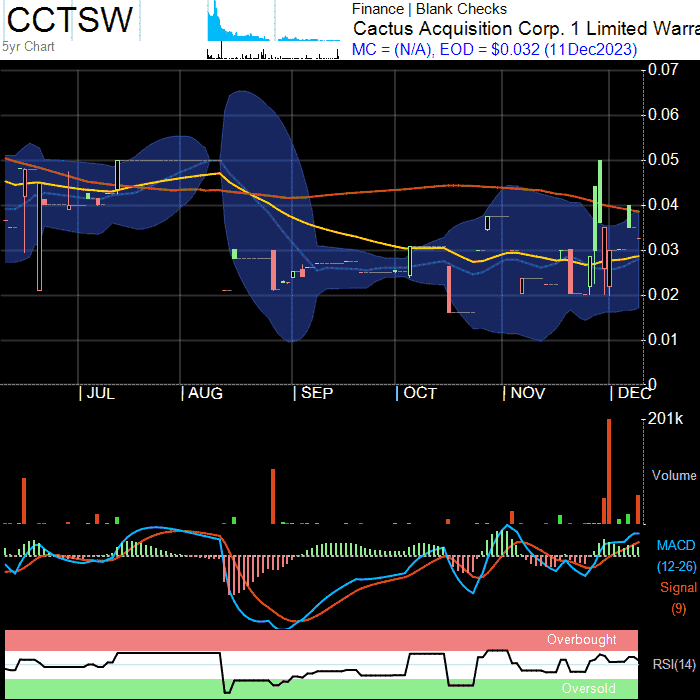 CCTSW
5yr Chart
Finance | Blank Checks
Cactus Acquisition Corp. 1 Limited Warra
MC = (N/A), EOD = $0.032 (11Dec2023)
0.07
0.06
0.05
0.04
0.03
0.02
0.01
0
JUL
AUG
SEP
OCT
NOV
DEC
201k
Volume
MACD
(12-26)
Signal
(9)
Overbought
RSI(14)
Oversold